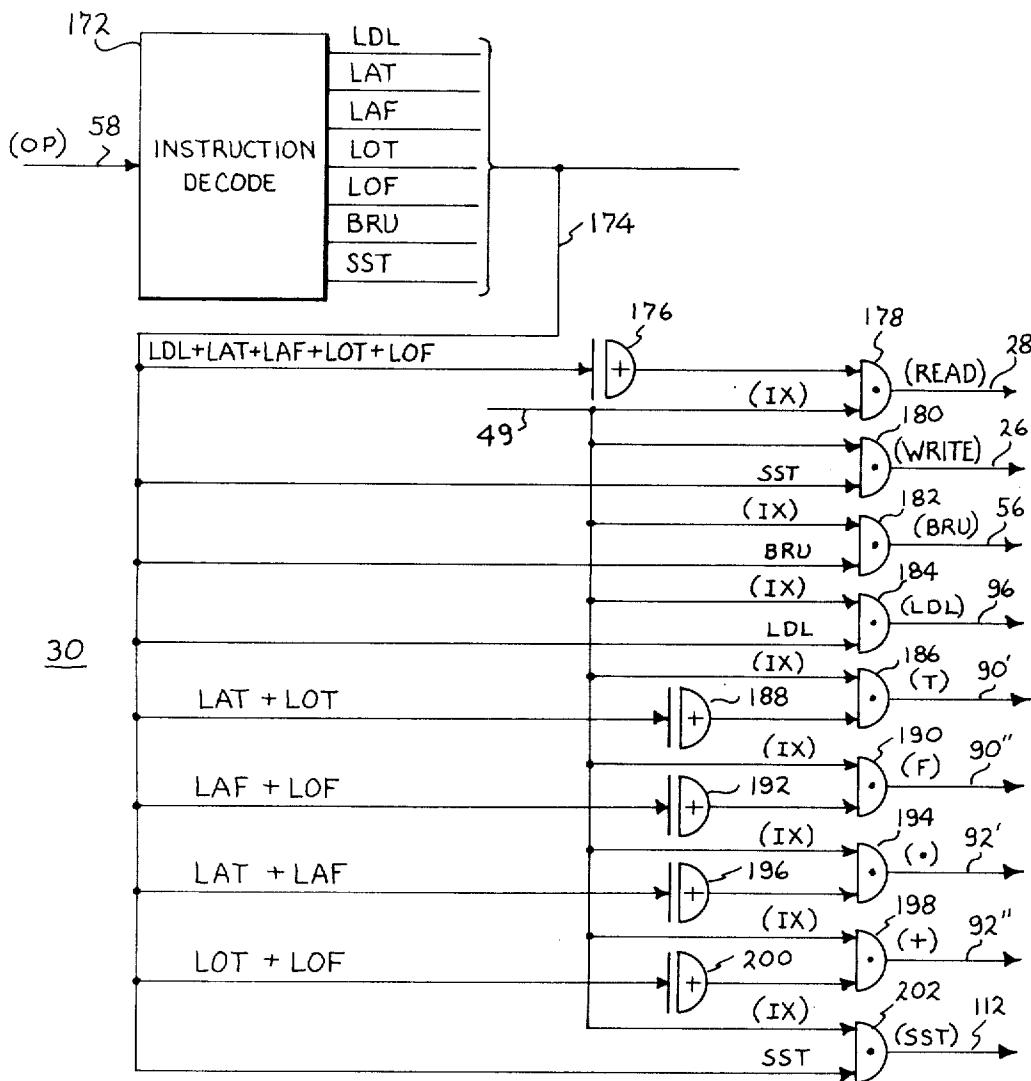 172
LDL
LAT
LAF
LOT
LOF
BRU
SST
(OP)
58
INSTRUCTION
DECODE
174
176
178
LDL+LAT+LAF+LOT+LOF
+
(IX)
(READ)
28
49
180
SST
(WRITE)
26
182
(IX)
(BRU)
56
BRU
184
(IX)
(LDL)
96
LDL
30
186
(IX)
(T)
90'
LAT + LOT
+
188
190
(IX)
(F)
90"
LAF + LOF
+
192
194
(IX)
(•)
92'
LAT + LAF
+
196
198
(IX)
(+)
92"
LOT + LOF
+
200
202
(IX)
(SST)
112
SST